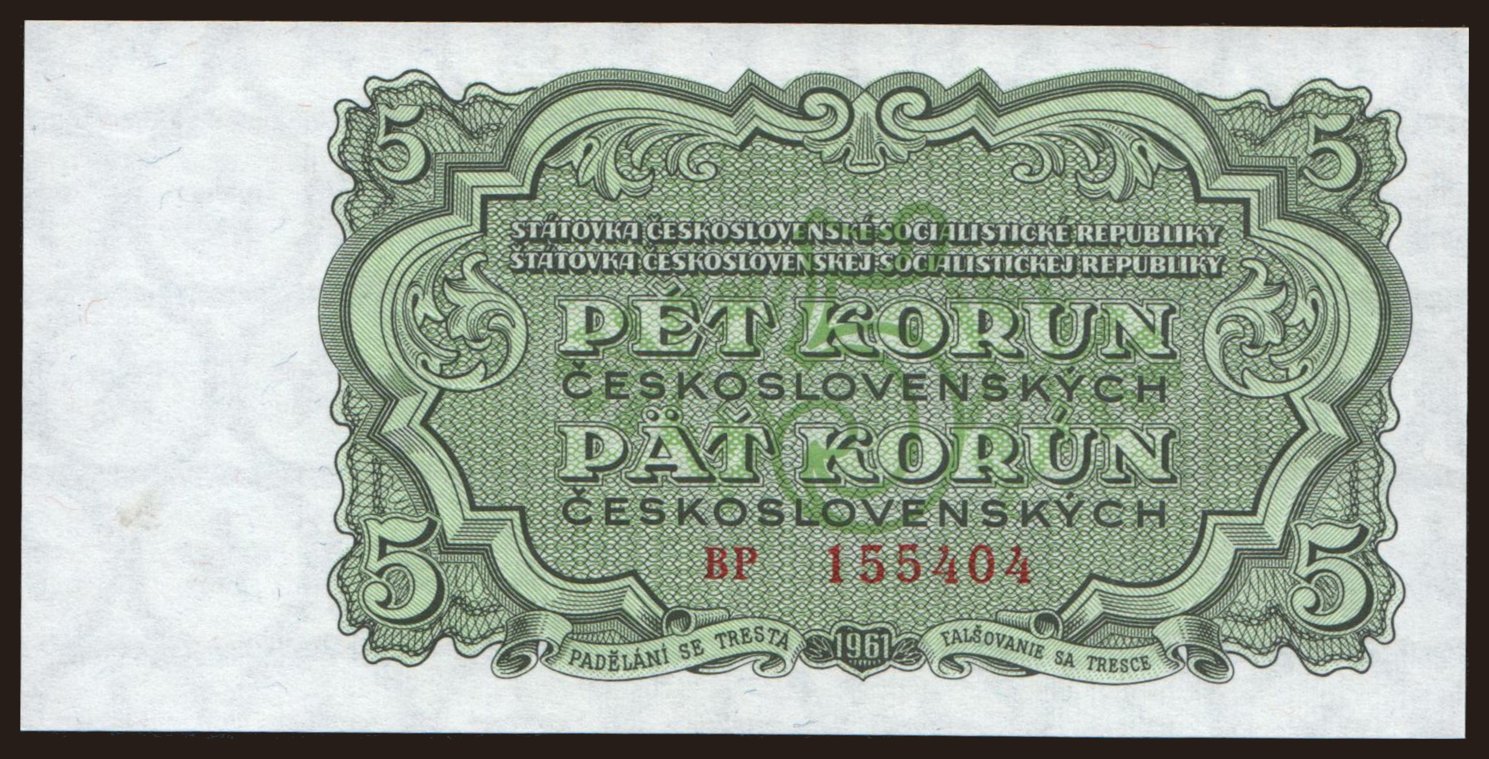 5 5
STÁTOVKA ČESKOSLOVENSKÉ SOCIALISTICKÉ REPUBLIKY
ŠTÁTOVKA ČESKOSLOVENSKEJ SOCIALISTICKEJ REPUBLIKY
PĚT KORUN
ČESKOSLOVENSKÝCH
PÄŤ KORÚN
ČESKOSLOVENSKÝCH
BP 155404
5 5
PADĚLÁNÍ SE TRESTÁ 1961 FALŠOVANIE SA TRESCE